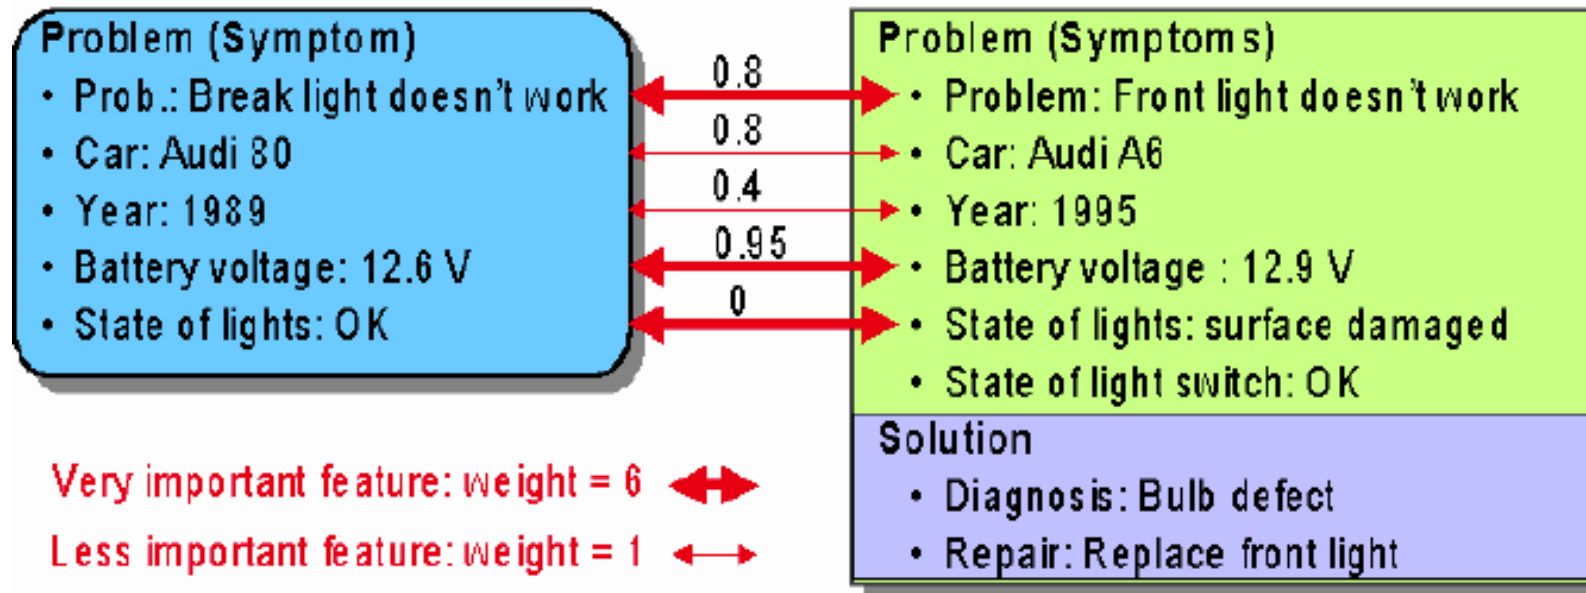 Problem (Symptom)
• Prob.: Break light doesn't work
• Car: Audi 80
• Year: 1989
• Battery voltage: 12.6 V
• State of lights: OK
0.8
0.8
0.4
0.95
0
Problem (Symptoms)
• Problem: Front light doesn't work
• Car: Audi A6
• Year: 1995
• Battery voltage : 12.9 V
• State of lights: surface damaged
• State of light switch: OK
Solution
• Diagnosis: Bulb defect
• Repair: Replace front light
Very important feature: weight = 6
Less important feature: weight = 1